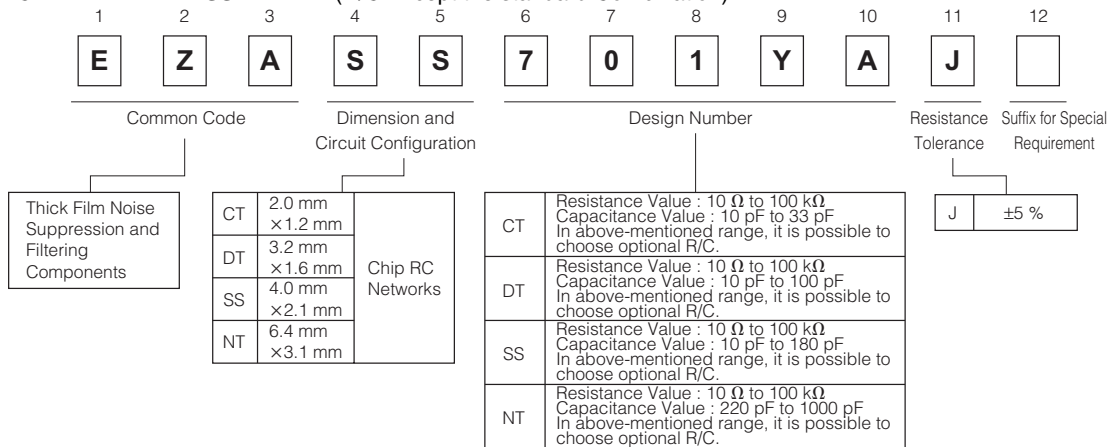 1 2 3 4 5 6 7 8 9 10 11 12
E Z A S S 7 0 1 Y A J
Common Code
Dimension and
Circuit Configuration
Design Number
Resistance
Tolerance
Suffix for Special
Requirement
Thick Film Noise
Suppression and
Filtering
Components
CT
2.0 mm
×1.2 mm
DT
3.2 mm
×1.6 mm
SS
4.0 mm
×2.1 mm
NT
6.4 mm
×3.1 mm
Chip RC
Networks
CT
Resistance Value : 10 Ω to 100 kΩ
Capacitance Value : 10 pF to 33 pF
In above-mentioned range, it is possible to
choose optional R/C.
DT
Resistance Value : 10 Ω to 100 kΩ
Capacitance Value : 10 pF to 100 pF
In above-mentioned range, it is possible to
choose optional R/C.
SS
Resistance Value : 10 Ω to 100 kΩ
Capacitance Value : 10 pF to 180 pF
In above-mentioned range, it is possible to
choose optional R/C.
NT
Resistance Value : 10 Ω to 100 kΩ
Capacitance Value : 220 pF to 1000 pF
In above-mentioned range, it is possible to
choose optional R/C.
J ±5 %